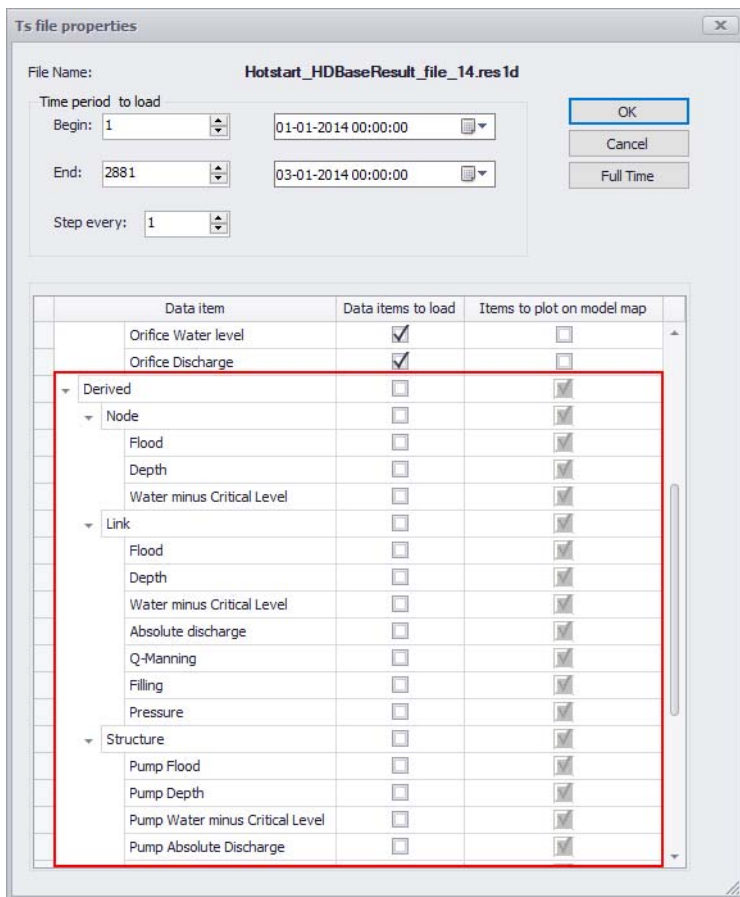 Ts file properties
File Name: Hotstart_HDBaseResult_file_14.res1d
Time period to load
Begin: 1 01-01-2014 00:00:00
OK
Cancel
End: 2881 03-01-2014 00:00:00
Full Time
Step every: 1
Data item Data items to load Items to plot on model map
Orifice Water level
Orifice Discharge
Derived
Node
Flood
Depth
Water minus Critical Level
Link
Flood
Depth
Water minus Critical Level
Absolute discharge
Q-Manning
Filling
Pressure
Structure
Pump Flood
Pump Depth
Pump Water minus Critical Level
Pump Absolute Discharge